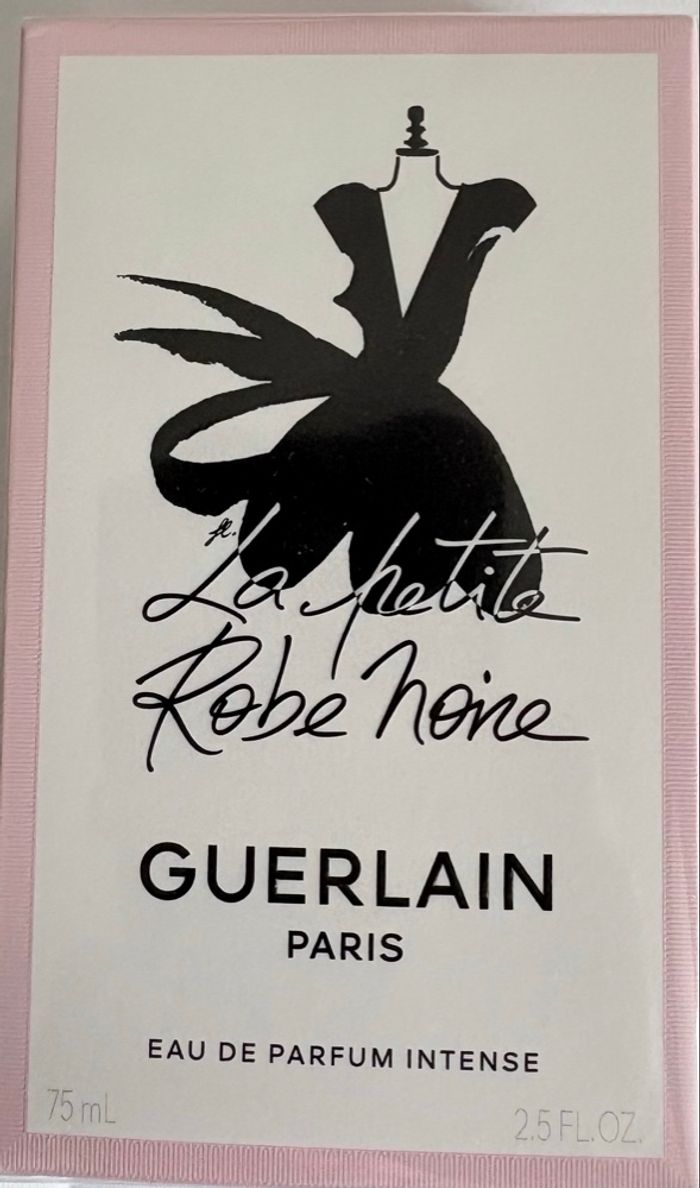 La petite
Robe Noire
GUERLAIN
PARIS
EAU DE PARFUM INTENSE
75 mL
2.5 FL.OZ.